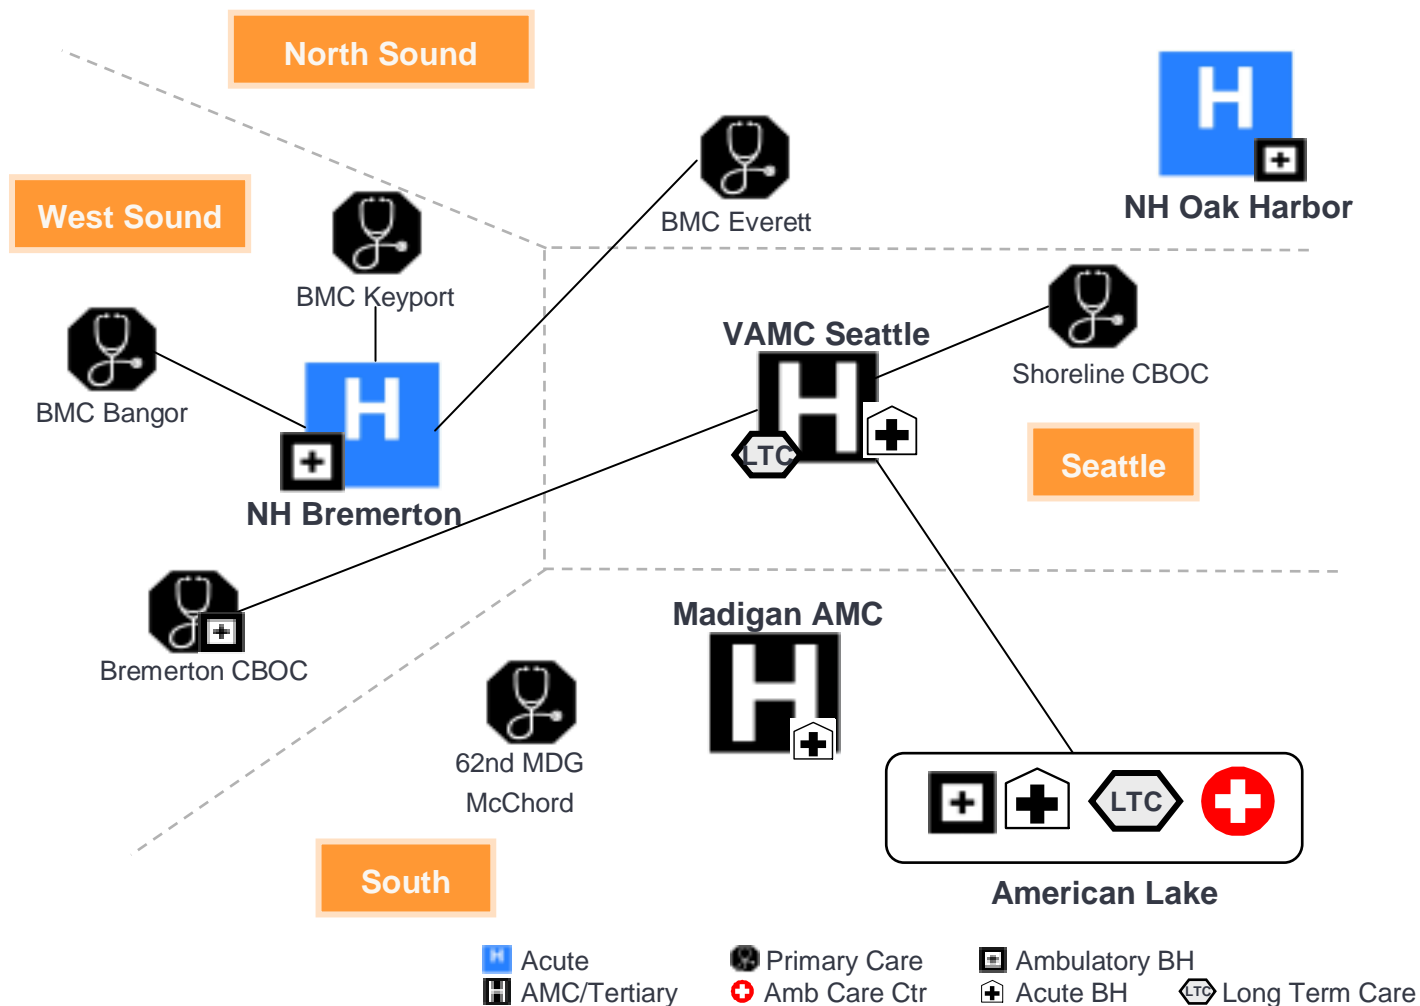 North Sound
H
NH Oak Harbor
BMC Everett
West Sound
BMC Keyport
VAMC Seattle
H
LTC
Shoreline CBOC
BMC Bangor
H
NH Bremerton
Seattle
Bremerton CBOC
Madigan AMC
H
62nd MDG
McChord
LTC
American Lake
South
H Acute
Primary Care
Ambulatory BH
H AMC/Tertiary
Amb Care Ctr
Acute BH
LTC Long Term Care